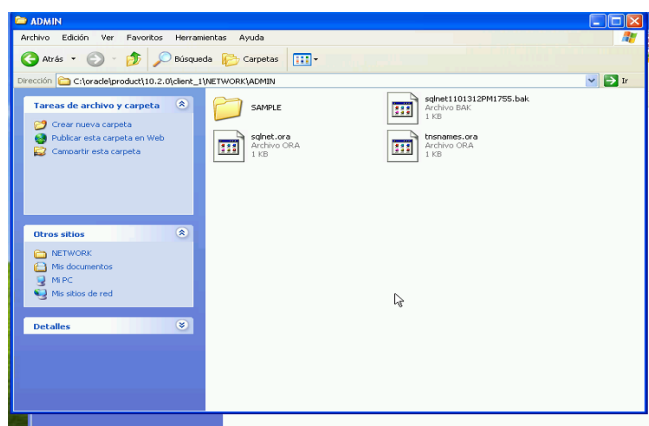 ADMIN
Archivo Edición Ver Favoritos Herramientas Ayuda
Atrás Búsqueda Carpetas
Dirección C:\oracle\product\10.2.0\client_1\NETWORK\ADMIN Ir
Tareas de archivo y carpeta
Crear nueva carpeta
Publicar esta carpeta en Web
Compartir esta carpeta
Otros sitios
NETWORK
Mis documentos
Mi PC
Mis sitios de red
Detalles
SAMPLE
sqlnet1101312PM1755.bak
Archivo BAK
1 KB
sqlnet.ora
Archivo ORA
1 KB
tnsnames.ora
Archivo ORA
1 KB